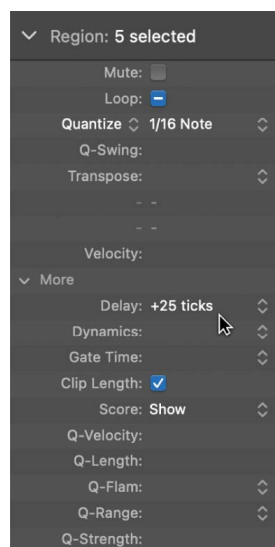 Region: 5 selected
Mute:
Loop:
Quantize 1/16 Note
Q-Swing:
Transpose:
- -
- -
Velocity:
More
Delay: +25 ticks
Dynamics:
Gate Time:
Clip Length:
Score: Show
Q-Velocity:
Q-Length:
Q-Flam:
Q-Range:
Q-Strength: